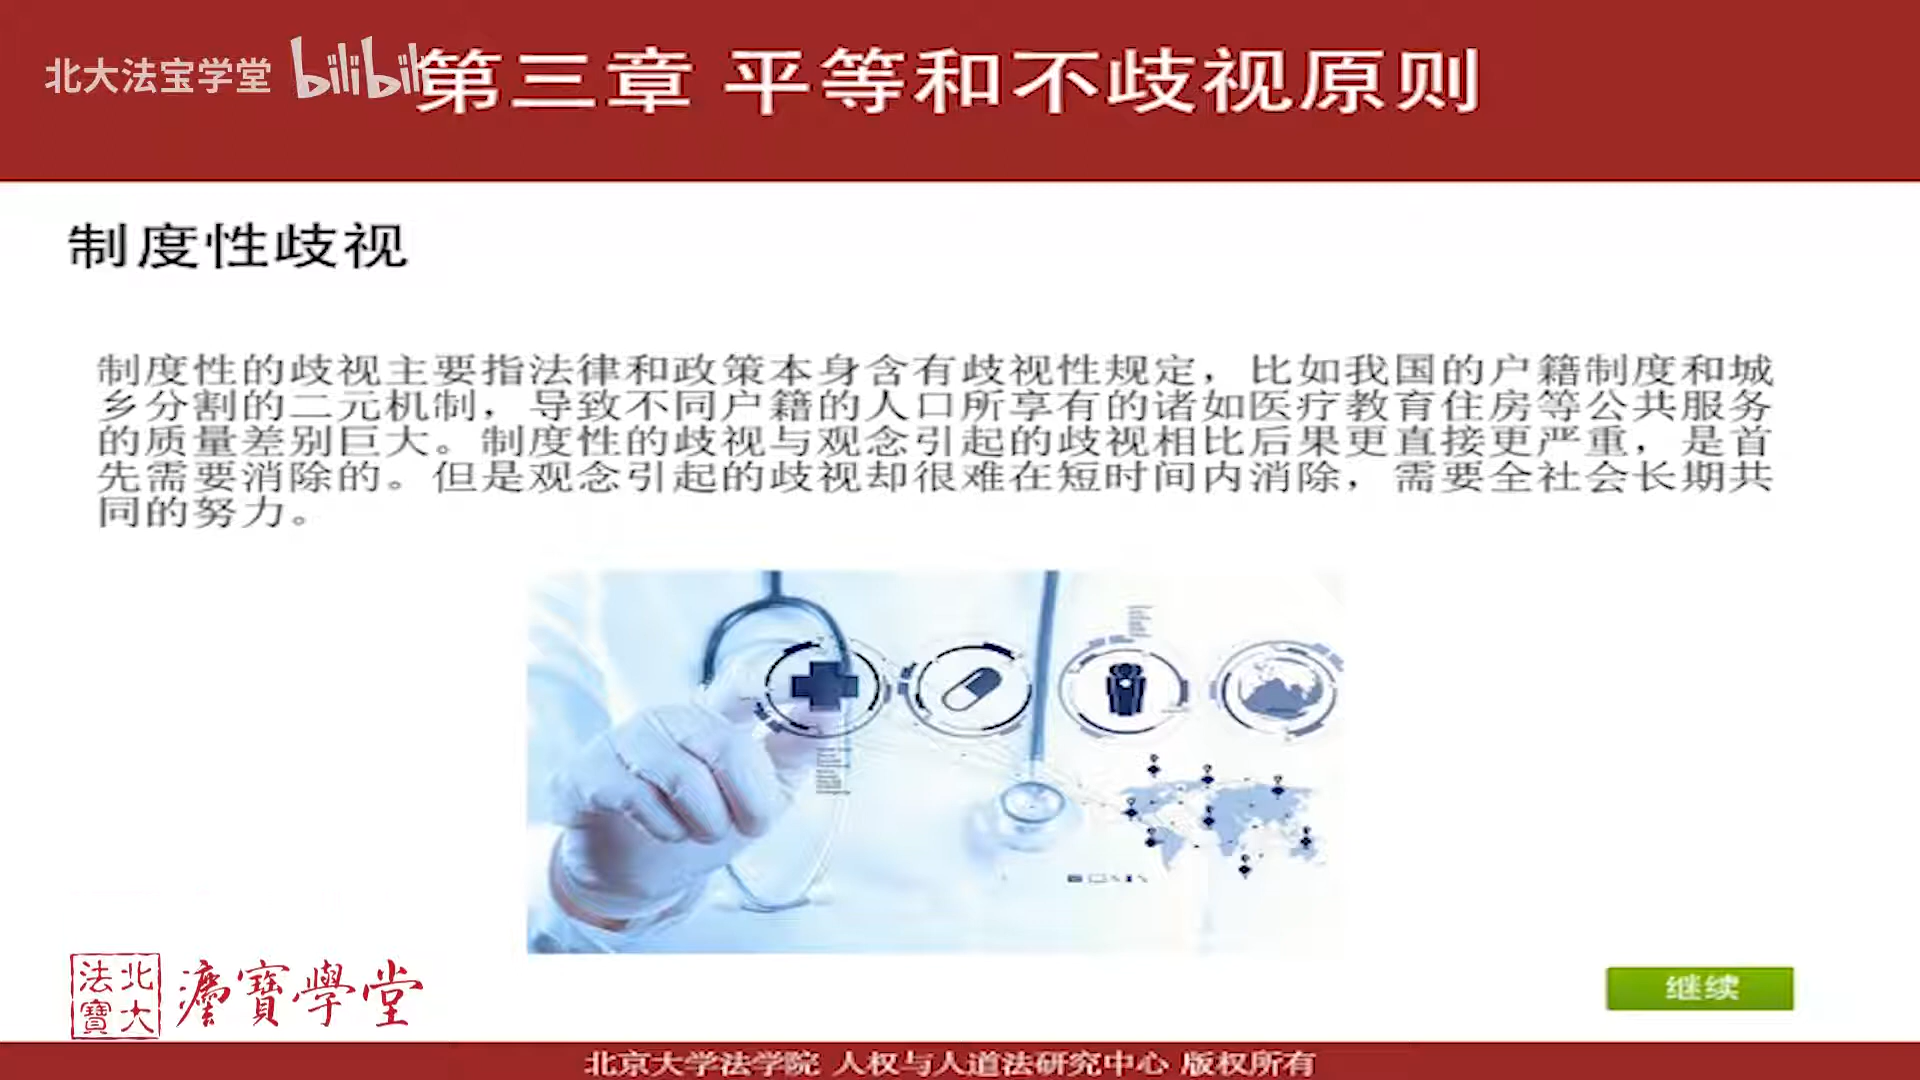 北大法宝学堂 bilibili
第三章 平等和不歧视原则
制度性歧视
制度性的歧视主要指法律和政策本身含有歧视性规定，比如我国的户籍制度和城
乡分割的二元机制，导致不同户籍的人口所享有的诸如医疗教育住房等公共服务
的质量差别巨大。制度性的歧视与观念引起的歧视相比后果更直接更严重，是首
先需要消除的。但是观念引起的歧视却很难在短时间内消除，需要全社会长期共
同的努力。
北大
法寶
灋寶學堂
继续
北京大学法学院 人权与人道法研究中心 版权所有